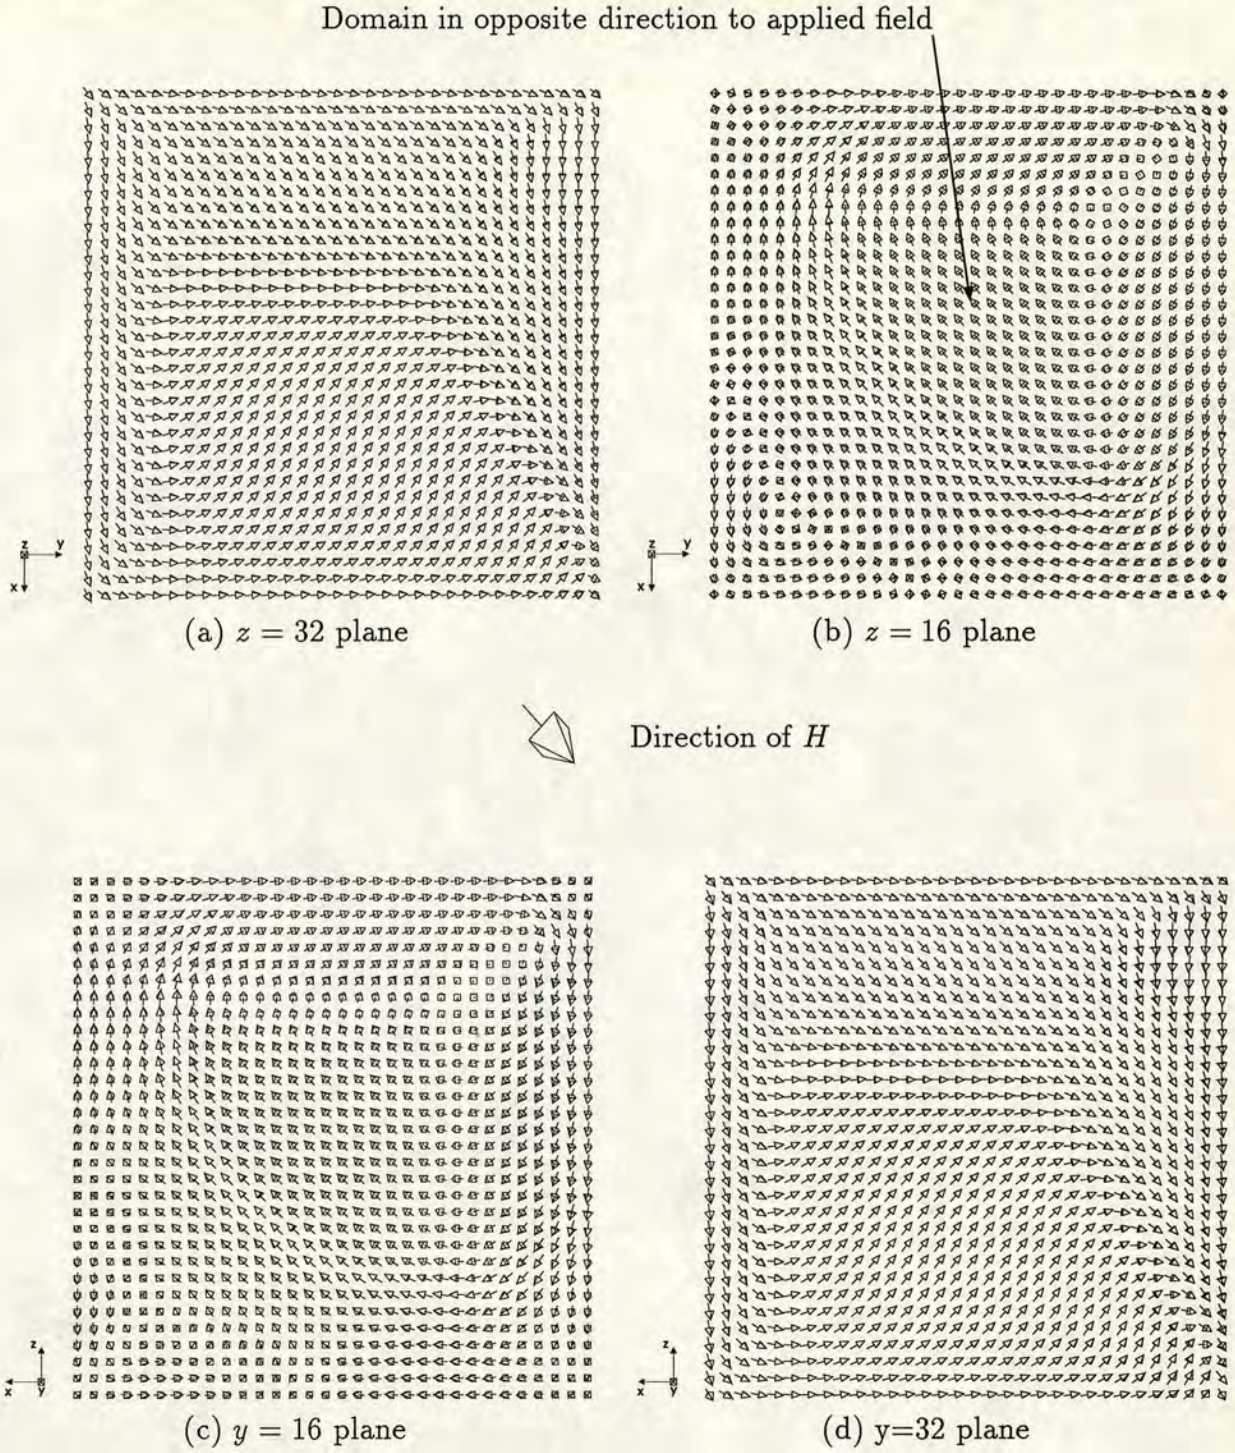 Domain in opposite direction to applied field
z y
x
z y
x
(a) z = 32 plane
(b) z = 16 plane
Direction of H
z
x y
z
x y
(c) y = 16 plane
(d) y=32 plane